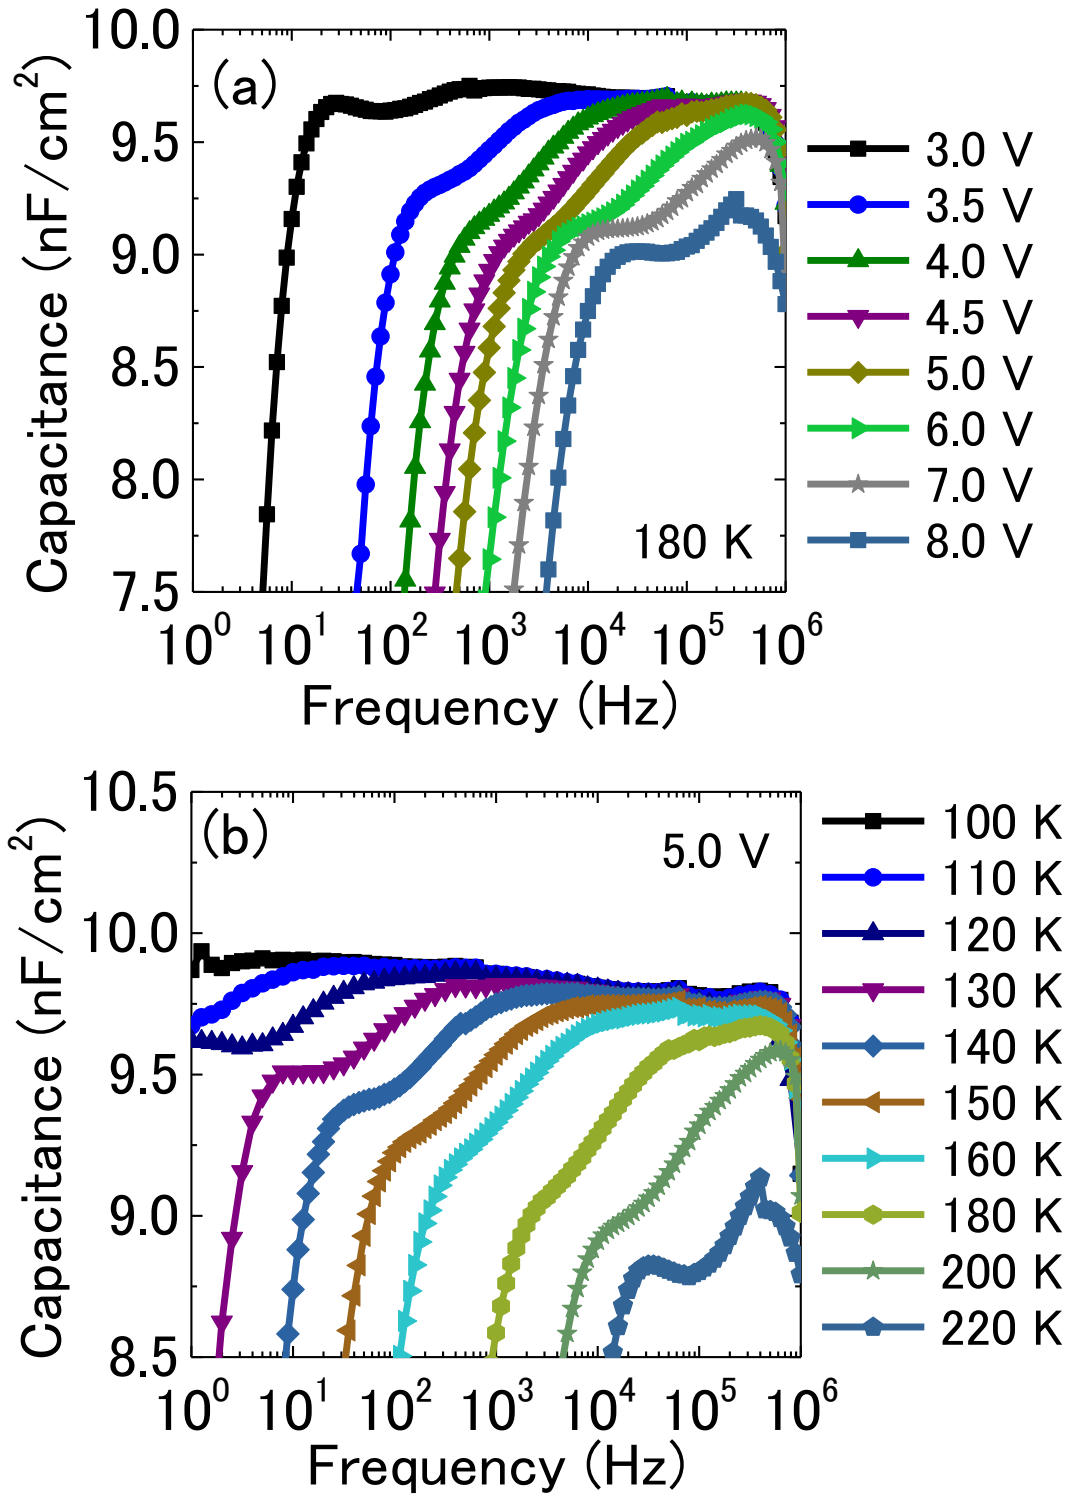 10.0
9.5
9.0
8.5
8.0
7.5
Capacitance (nF/cm²)
(a)
180 K
10⁰ 10¹ 10² 10³ 10⁴ 10⁵ 10⁶
Frequency (Hz)
3.0 V
3.5 V
4.0 V
4.5 V
5.0 V
6.0 V
7.0 V
8.0 V
10.5
10.0
9.5
9.0
8.5
Capacitance (nF/cm²)
(b)
5.0 V
10⁰ 10¹ 10² 10³ 10⁴ 10⁵ 10⁶
Frequency (Hz)
100 K
110 K
120 K
130 K
140 K
150 K
160 K
180 K
200 K
220 K